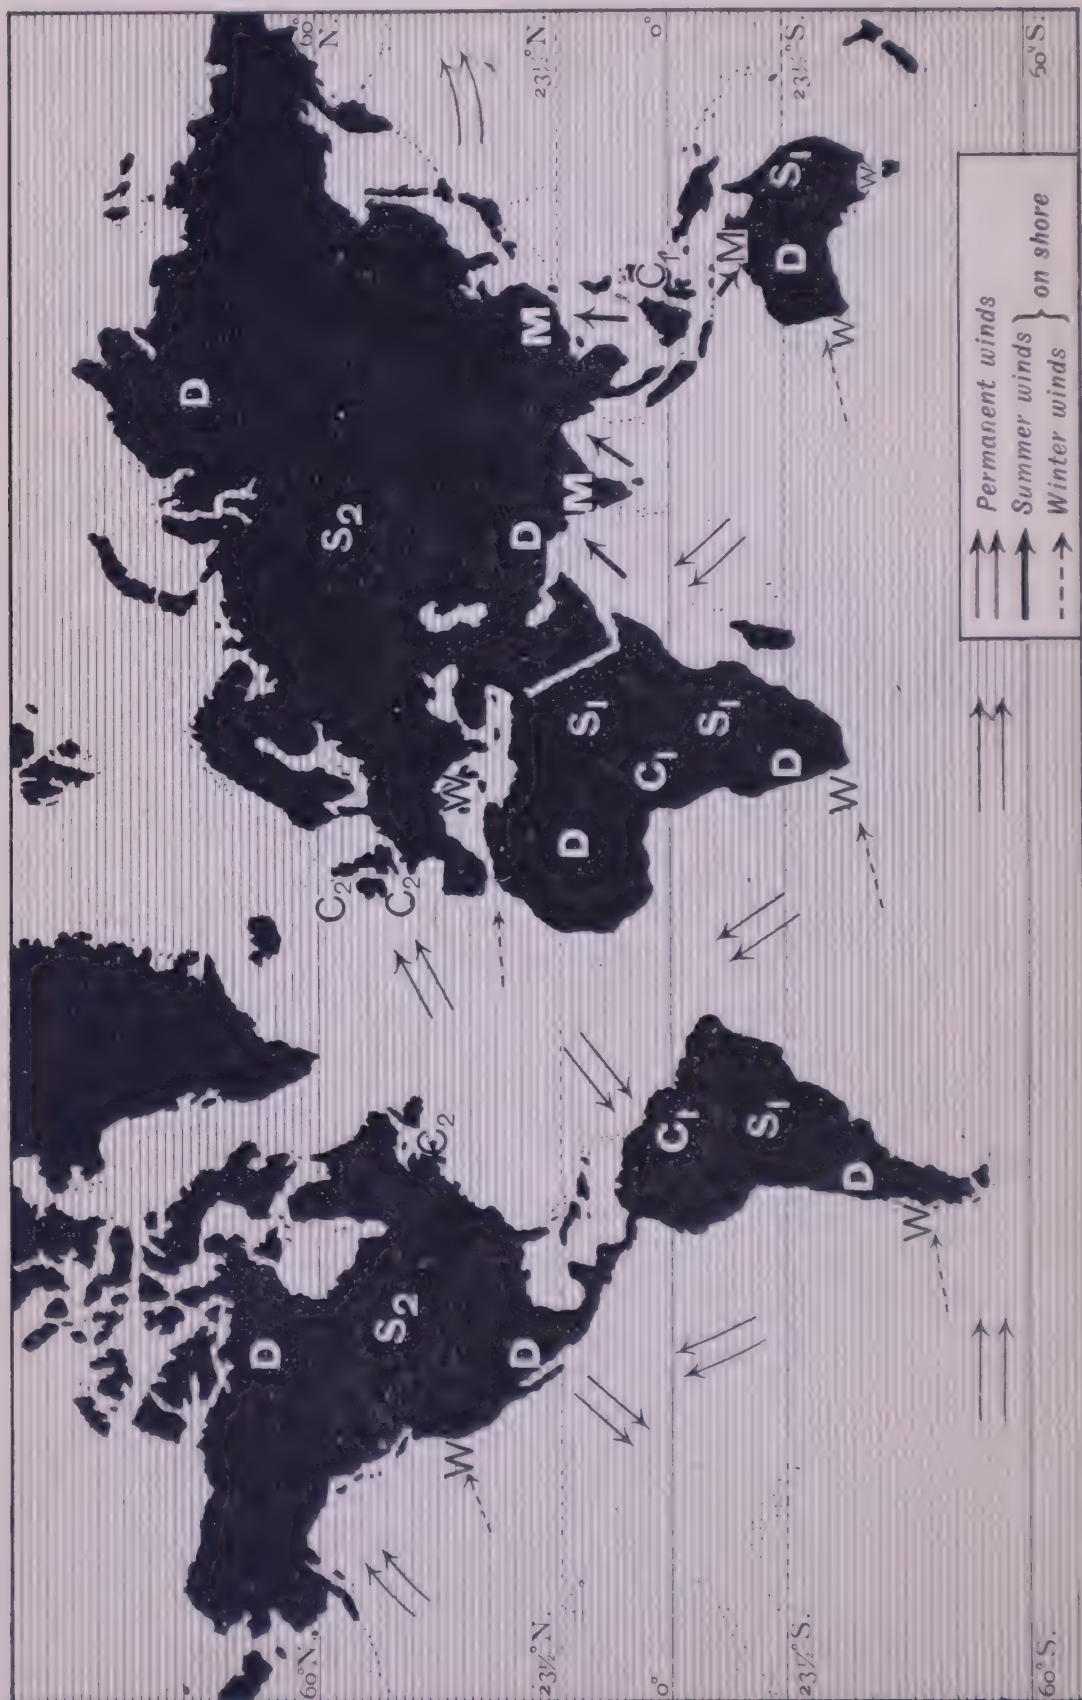 D
D
60° N.
60° N.
C₂
S₂
S₂
C₂
C₂
W
W
D
D
M
23½° N.
23½° N.
D
S₁
M
0°
C₁
C₁
C₁
0°
S₁
M
23½° S.
S₁
D
D
S₁
23½° S.
D
W
W
W
W
Permanent winds
Summer winds } on shore
Winter winds
60° S.
60° S.